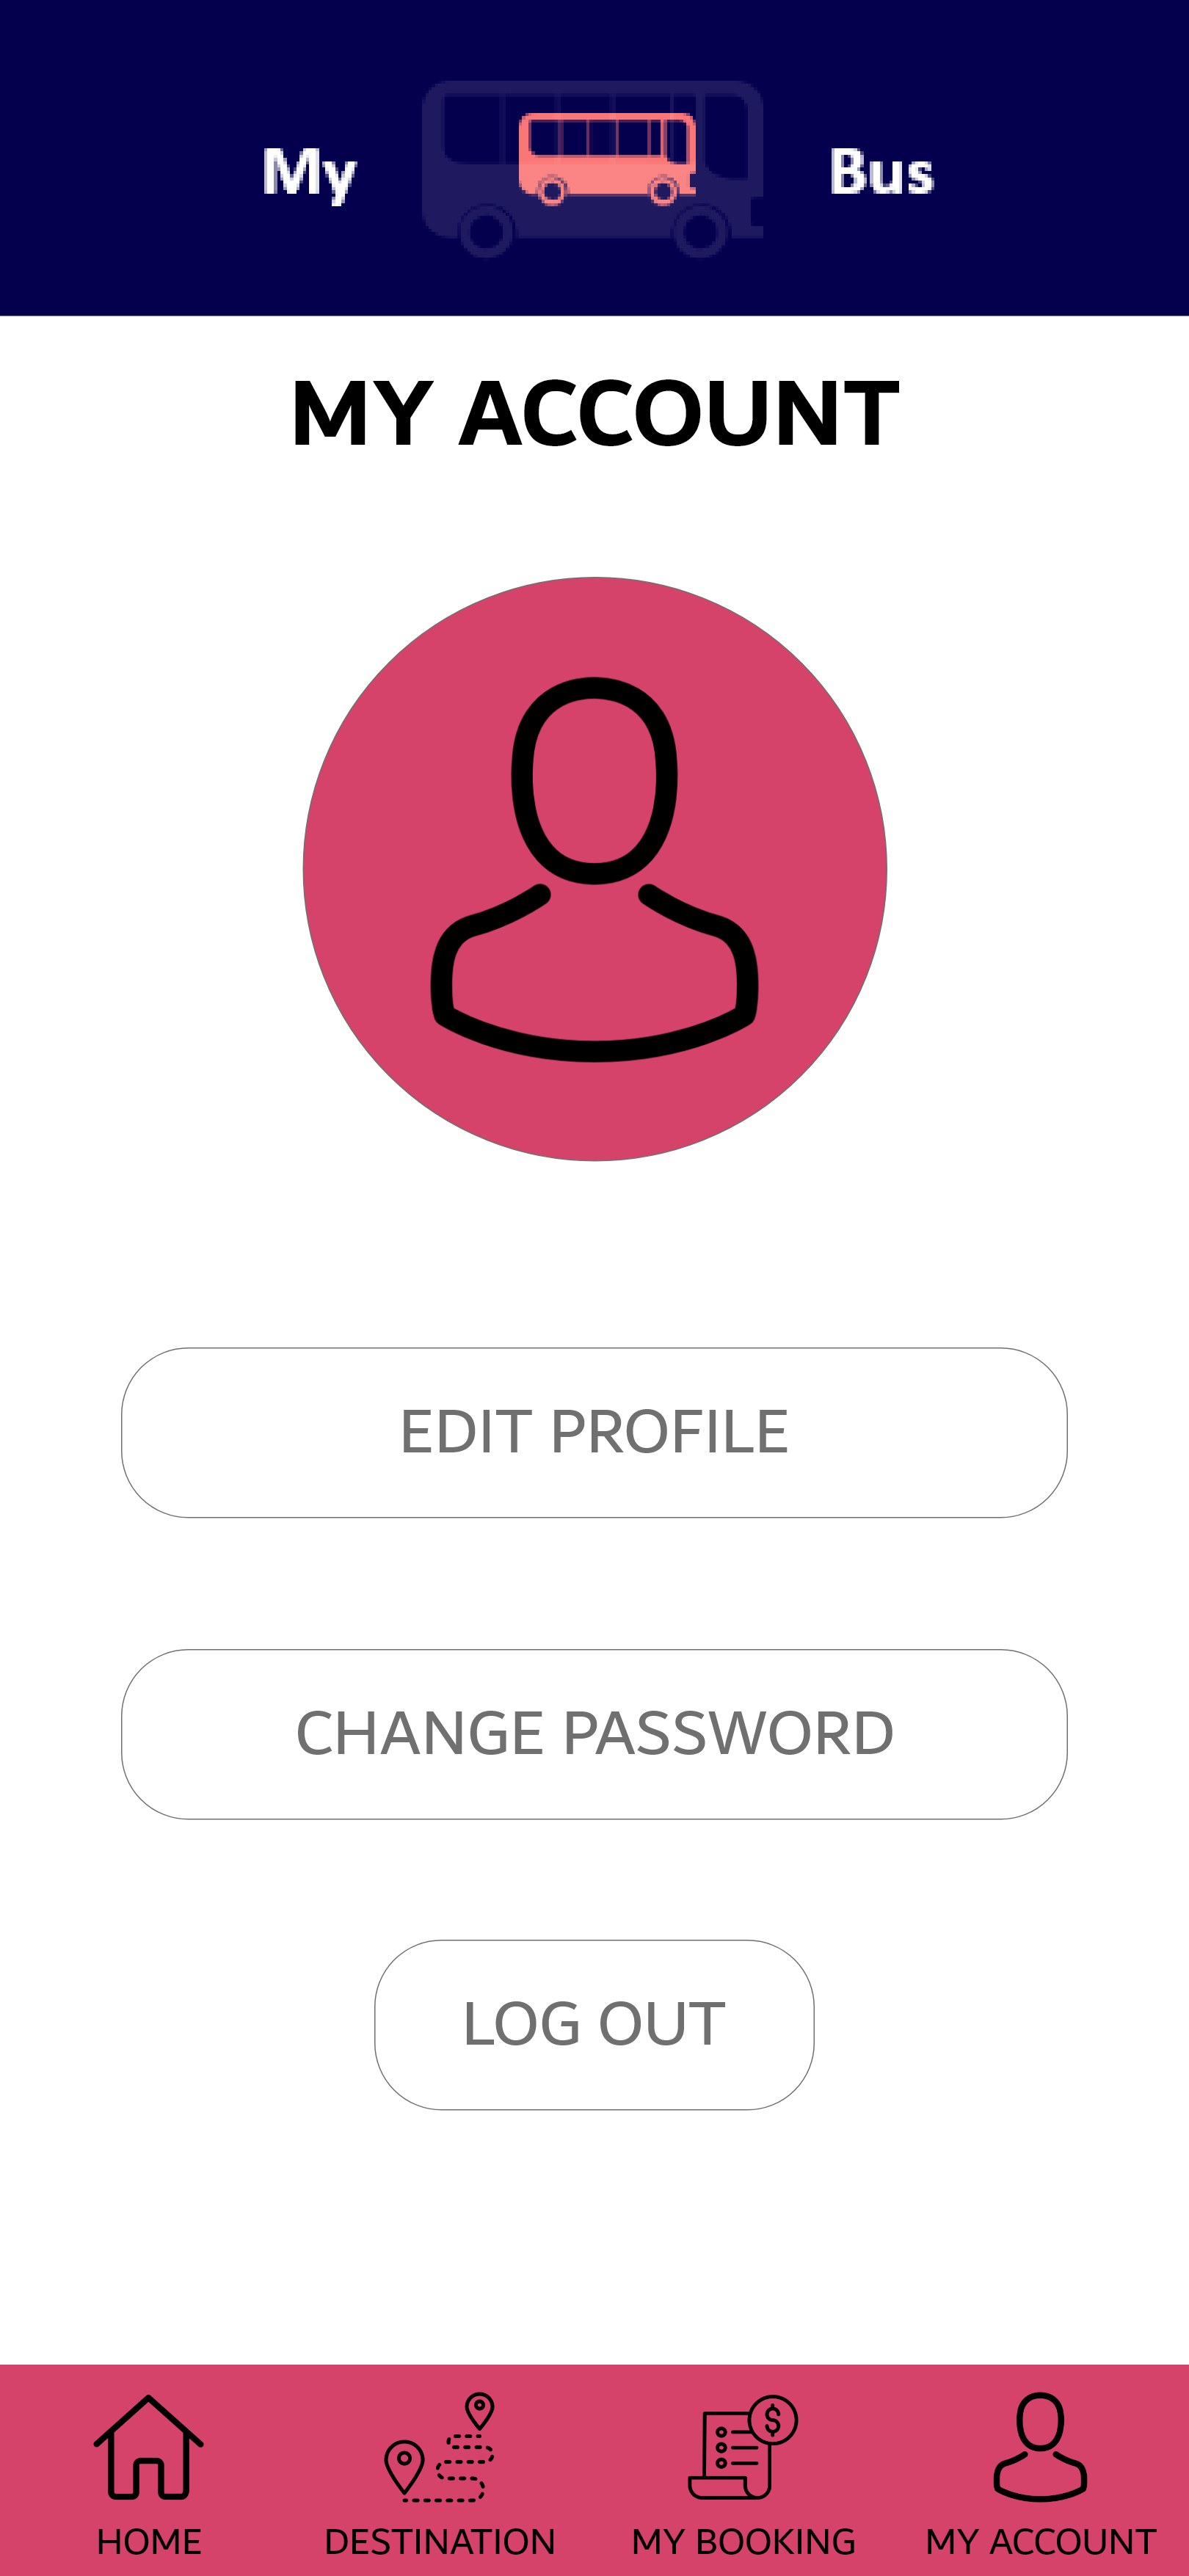 My Bus
MY ACCOUNT
EDIT PROFILE
CHANGE PASSWORD
LOG OUT
$
HOME DESTINATION MY BOOKING MY ACCOUNT